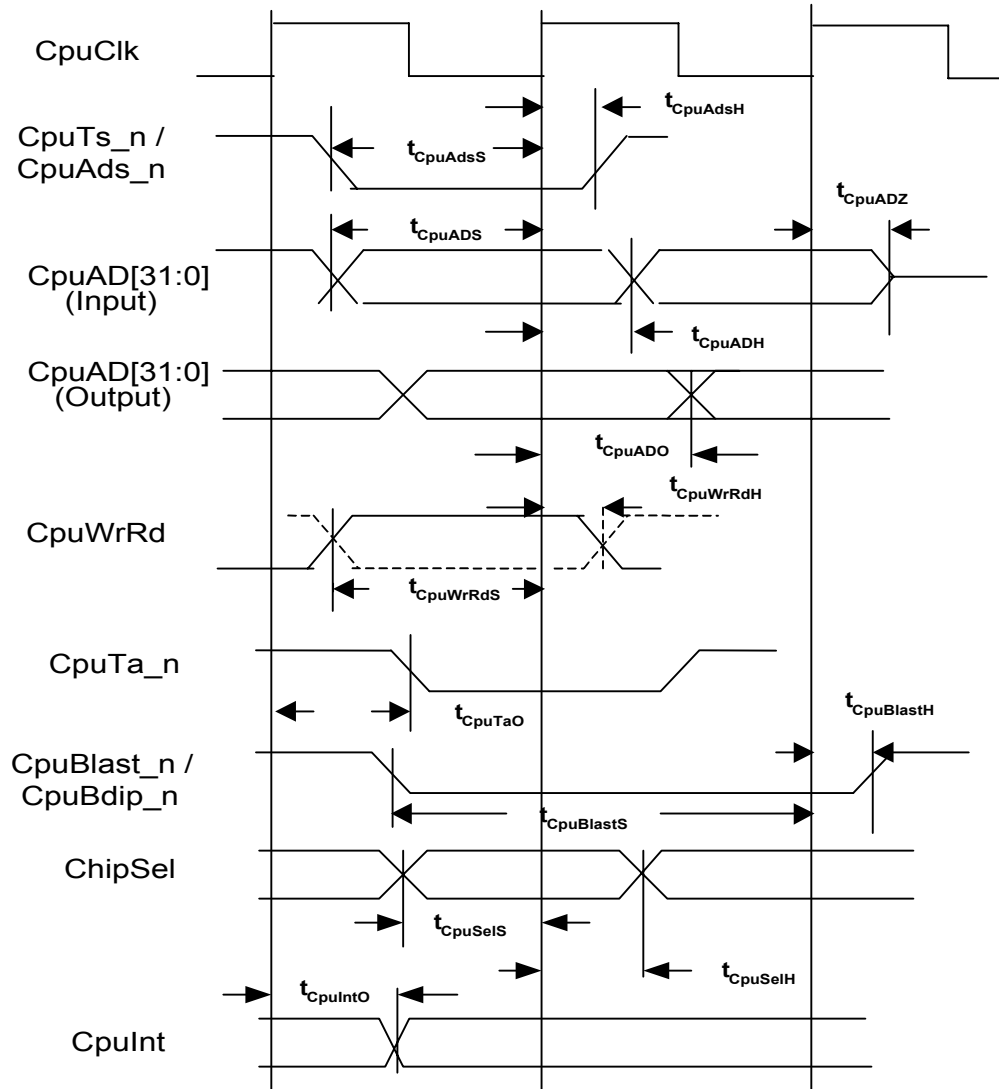 CpuClk
t_CpuAdsH
CpuTs_n /
CpuAds_n
t_CpuAdsS
t_CpuADZ
t_CpuADS
CpuAD[31:0]
(Input)
t_CpuADH
CpuAD[31:0]
(Output)
t_CpuADO
t_CpuWrRdH
CpuWrRd
t_CpuWrRdS
CpuTa_n
t_CpuTaO
t_CpuBlastH
CpuBlast_n /
CpuBdip_n
t_CpuBlastS
ChipSel
t_CpuSelS
t_CpuSelH
t_CpuIntO
CpuInt